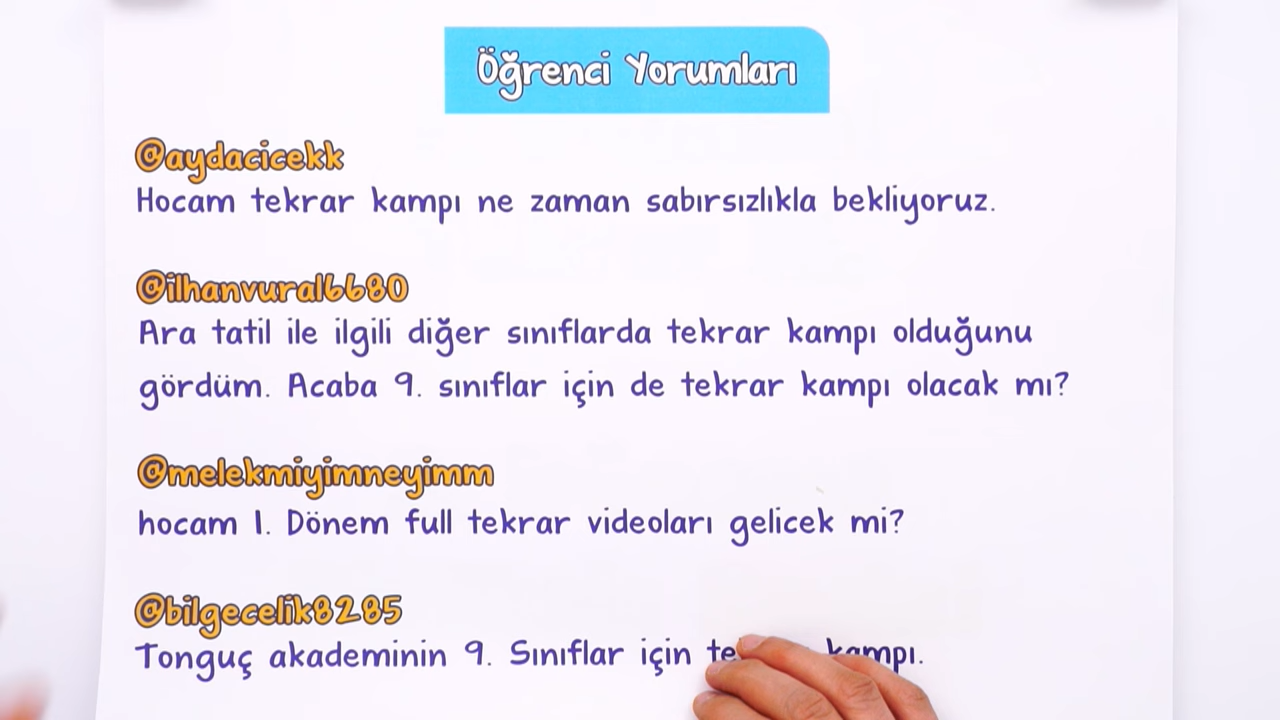 Öğrenci Yorumları
@aydacicekk
Hocam tekrar kampı ne zaman sabırsızlıkla bekliyoruz.
@ilhanvural6680
Ara tatil ile ilgili diğer sınıflarda tekrar kampı olduğunu
gördüm. Acaba 9. sınıflar için de tekrar kampı olacak mı?
@melekmiyimneyimm
hocam 1. Dönem full tekrar videoları gelicek mi?
@bilgecelik8285
Tonguç akademinin 9. Sınıflar için kampı.